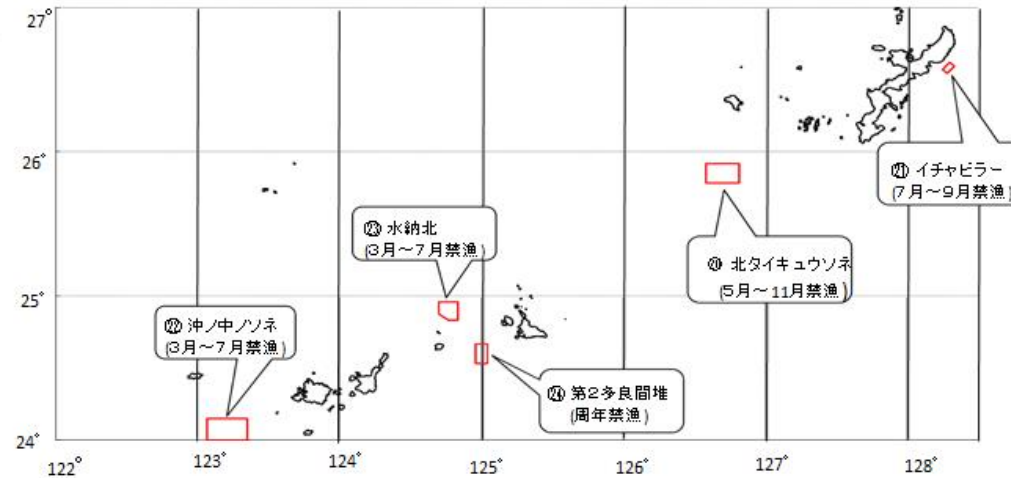 27°
26°
25°
24°
㉑ イチャビラー
(7月～9月禁漁)
㉓ 水納北
(3月～7月禁漁)
⑳ 北タイキュウソネ
(5月～11月禁漁)
㉒ 沖ノ中ノソネ
(3月～7月禁漁)
㉔ 第2多良間堆
(周年禁漁)
122°
123°
124°
125°
126°
127°
128°